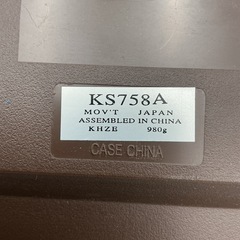 KS758A
MOV'T JAPAN
ASSEMBLED IN CHINA
KHZE 980g
CASE CHINA